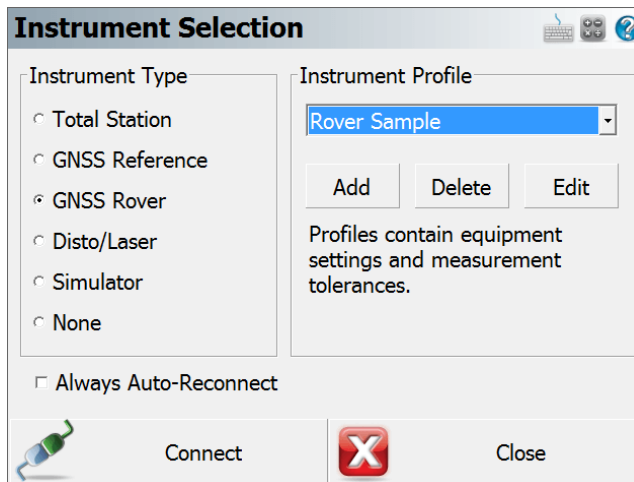 Instrument Selection
Instrument Type
Total Station
GNSS Reference
GNSS Rover
Disto/Laser
Simulator
None
Instrument Profile
Rover Sample
Add
Delete
Edit
Profiles contain equipment
settings and measurement
tolerances.
Always Auto-Reconnect
Connect
Close